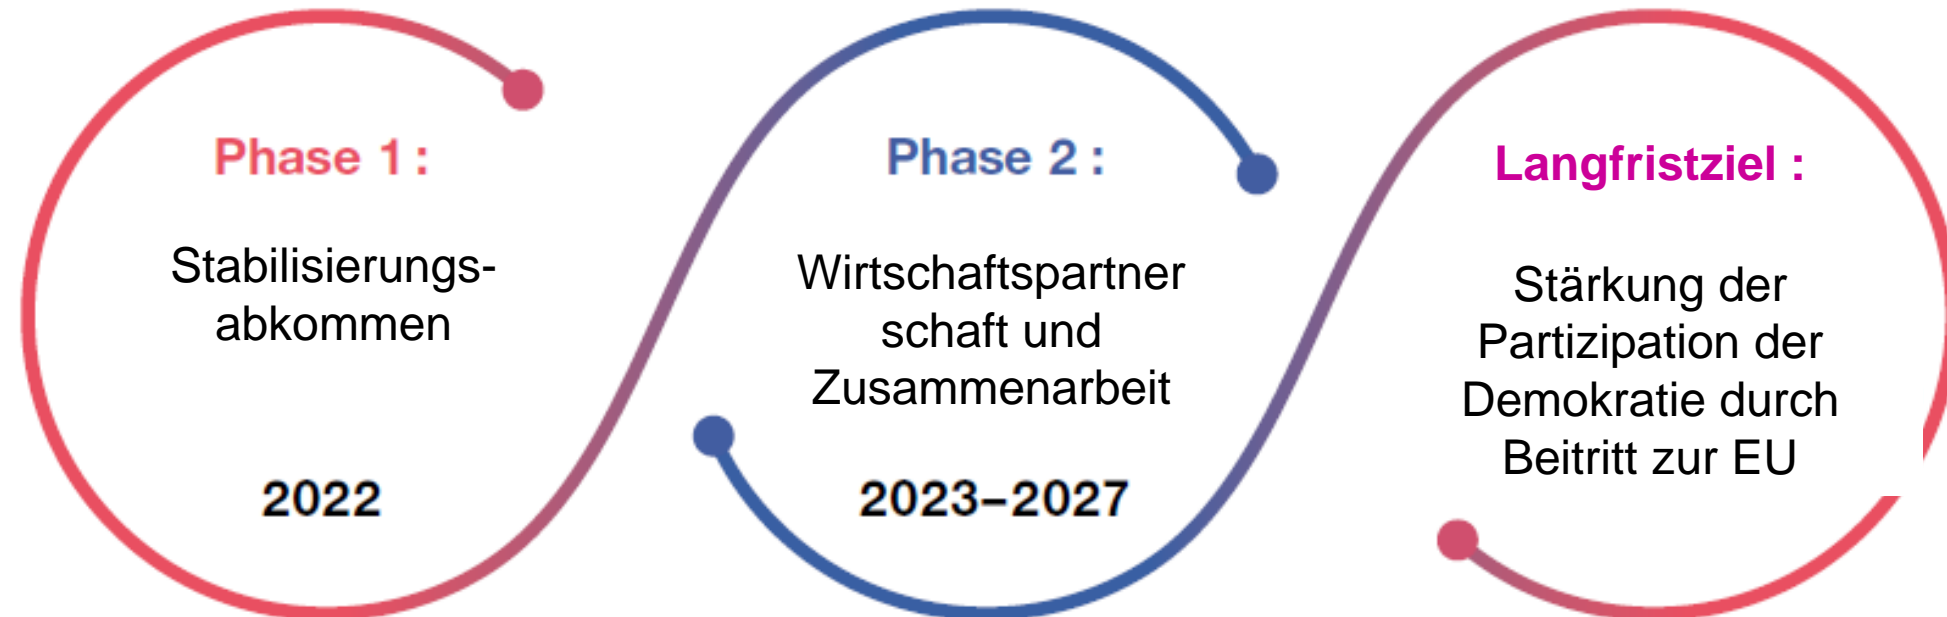 Phase 1:
Stabilisierungs-
abkommen
2022
Phase 2:
Wirtschaftspartner
schaft und
Zusammenarbeit
2023–2027
Langfristziel :
Stärkung der
Partizipation der
Demokratie durch
Beitritt zur EU